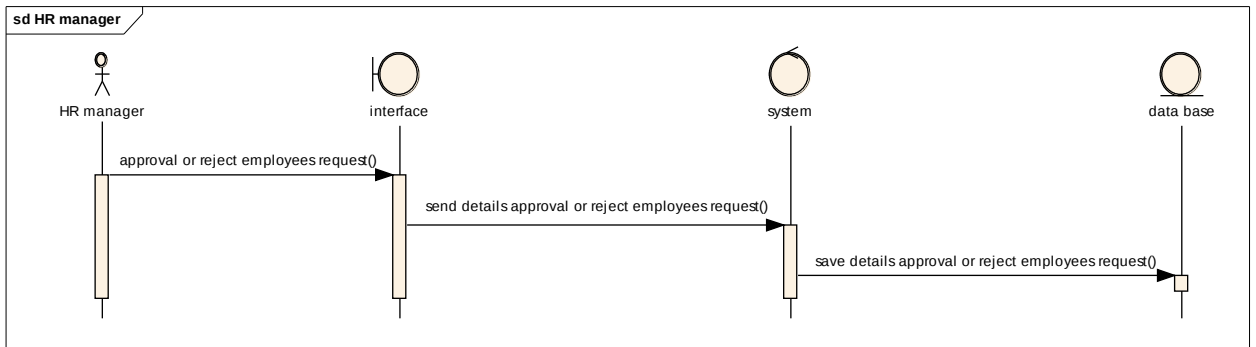 sd HR manager
HR manager
interface
system
data base
approval or reject employees request()
send details approval or reject employees request()
save details approval or reject employees request()